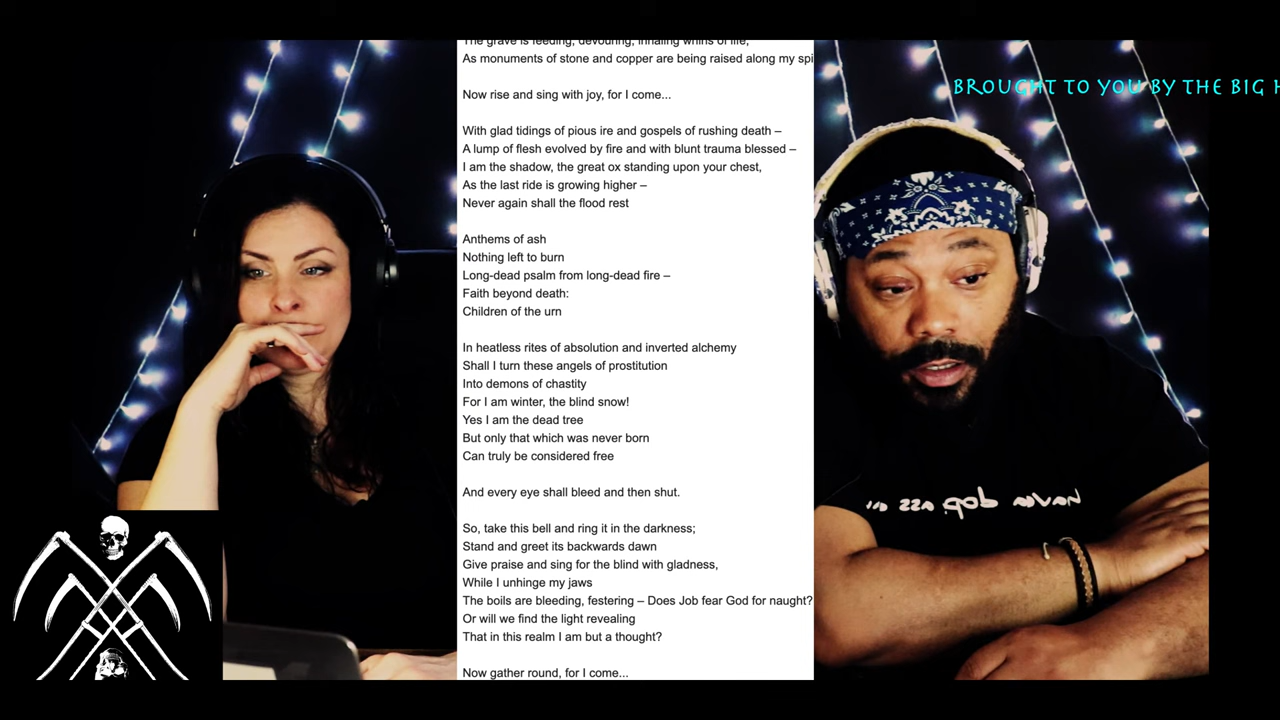 The grave is feeding, devouring, inhaling whims of life,
As monuments of stone and copper are being raised along my spi
BROUGHT TO YOU BY THE BIG H
Now rise and sing with joy, for I come...
With glad tidings of pious ire and gospels of rushing death –
A lump of flesh evolved by fire and with blunt trauma blessed –
I am the shadow, the great ox standing upon your chest,
As the last ride is growing higher –
Never again shall the flood rest
Anthems of ash
Nothing left to burn
Long-dead psalm from long-dead fire –
Faith beyond death:
Children of the urn
In heatless rites of absolution and inverted alchemy
Shall I turn these angels of prostitution
Into demons of chastity
For I am winter, the blind snow!
Yes I am the dead tree
But only that which was never born
Can truly be considered free
And every eye shall bleed and then shut.
So, take this bell and ring it in the darkness;
Stand and greet its backwards dawn
Give praise and sing for the blind with gladness,
While I unhinge my jaws
The boils are bleeding, festering – Does Job fear God for naught?
Or will we find the light revealing
That in this realm I am but a thought?
Now gather round, for I come...